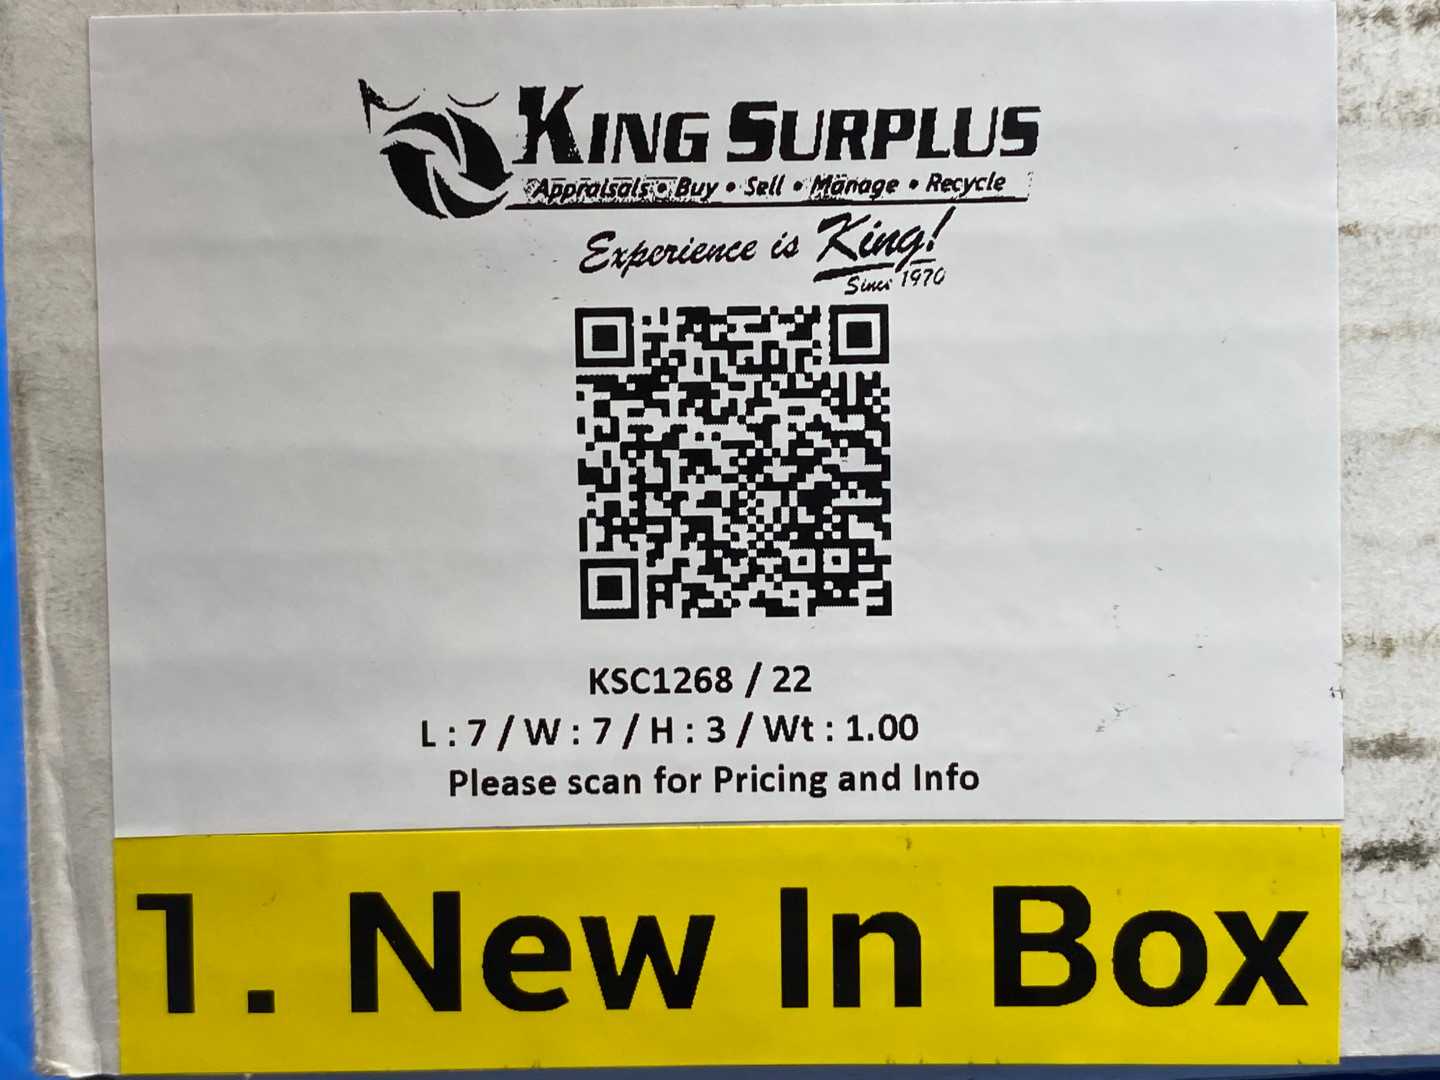 KING SURPLUS
Appraisals • Buy • Sell • Manage • Recycle
Experience is King!
Since 1970
KSC1268 / 22
L : 7 / W : 7 / H : 3 / Wt : 1.00
Please scan for Pricing and Info
1. New In Box